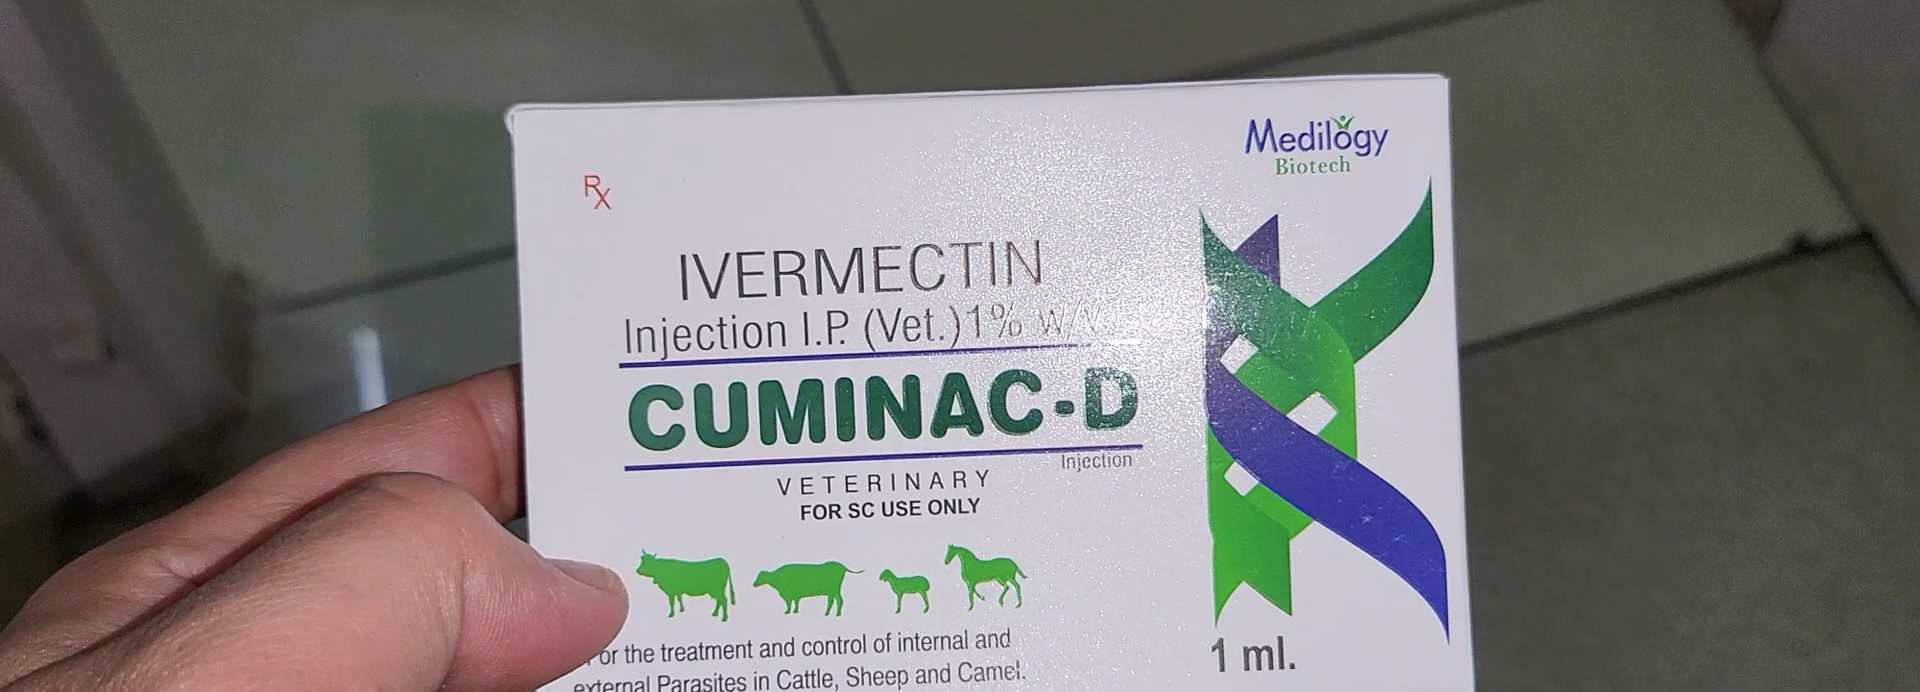 Medilogy
Biotech
Rx
IVERMECTIN
Injection I.P. (Vet.) 1% w/v
CUMINAC-D
Injection
VETERINARY
FOR SC USE ONLY
or the treatment and control of internal and
external Parasites in Cattle, Sheep and Camel.
1 ml.